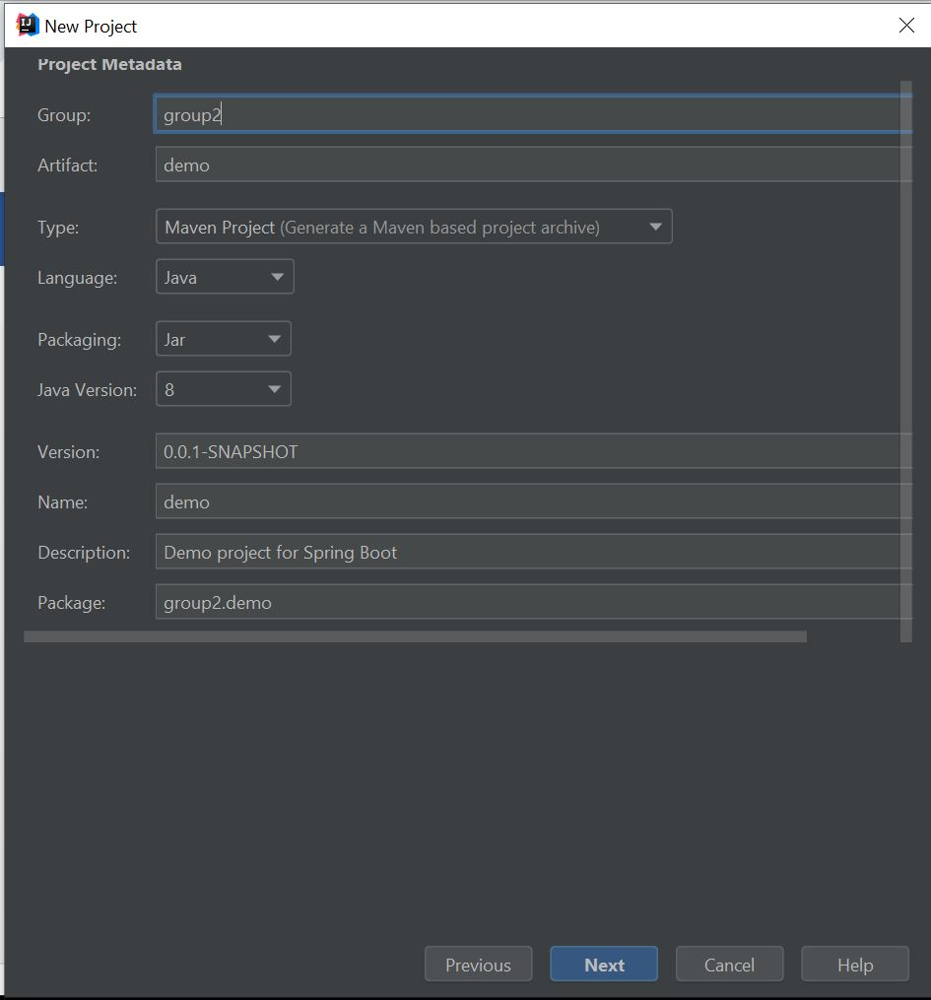 New Project
Project Metadata
Group: group2
Artifact: demo
Type: Maven Project (Generate a Maven based project archive)
Language: Java
Packaging: Jar
Java Version: 8
Version: 0.0.1-SNAPSHOT
Name: demo
Description: Demo project for Spring Boot
Package: group2.demo
Previous Next Cancel Help